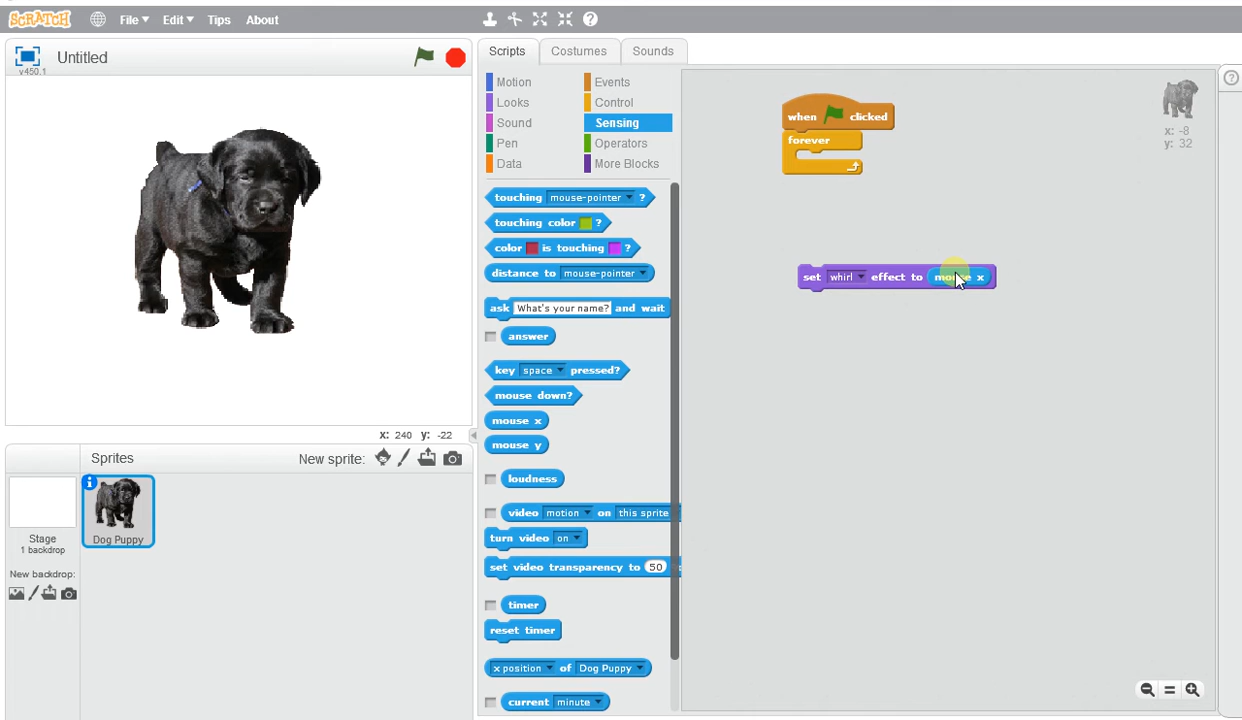 SCRATCH File Edit Tips About
v450.1 Untitled
Scripts Costumes Sounds
Motion Events
Looks Control
Sound Sensing
Pen Operators
Data More Blocks
touching mouse-pointer ?
touching color ?
color is touching ?
distance to mouse-pointer
ask What's your name? and wait
answer
key space pressed?
mouse down?
mouse x
mouse y
loudness
video motion on this sprite
turn video on
set video transparency to 50
timer
reset timer
x position of Dog Puppy
current minute
when clicked
forever
set whirl effect to mouse x
x: -8
y: 32
x: 240 y: -22
Sprites New sprite:
Stage
1 backdrop
New backdrop:
Dog Puppy